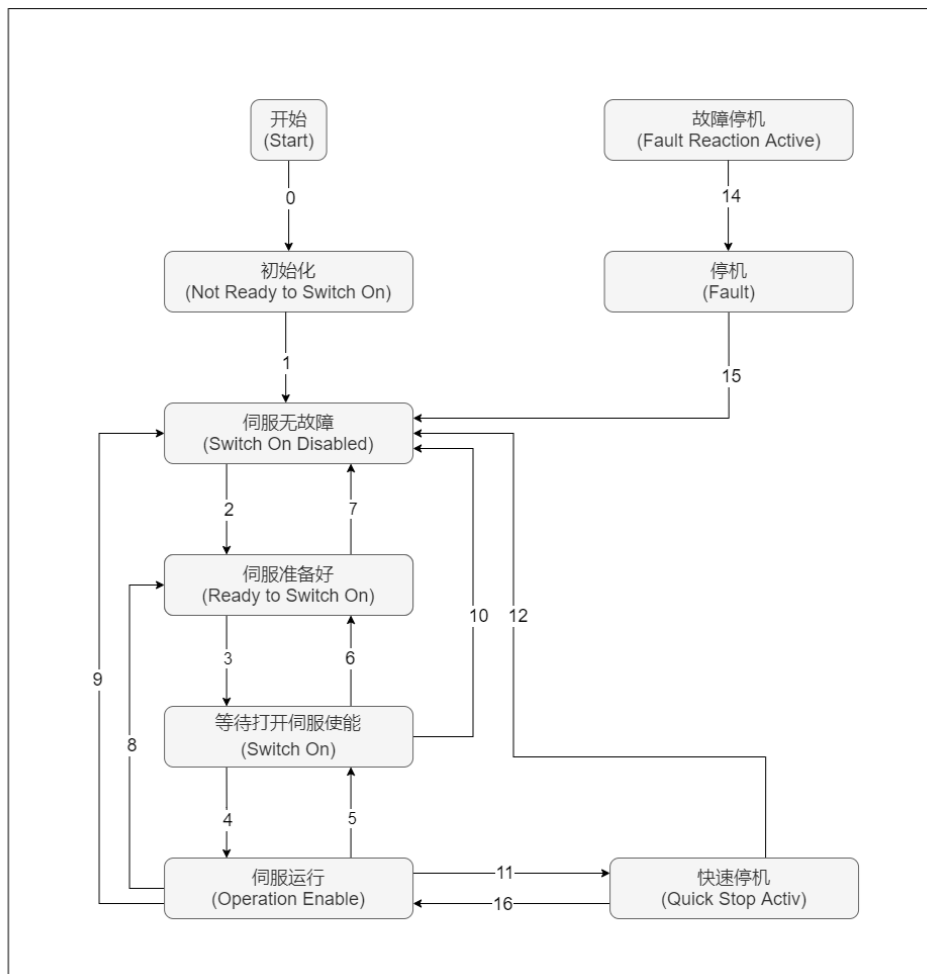 开始
(Start)
故障停机
(Fault Reaction Active)
0
14
初始化
(Not Ready to Switch On)
停机
(Fault)
1
15
伺服无故障
(Switch On Disabled)
2
7
伺服准备好
(Ready to Switch On)
10
12
3
6
9
等待打开伺服使能
(Switch On)
8
4
5
伺服运行
(Operation Enable)
11
16
快速停机
(Quick Stop Activ)